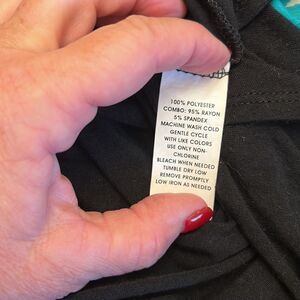 100% POLYESTER
COMBO: 95% RAYON
5% SPANDEX
MACHINE WASH COLD
GENTLE CYCLE
WITH LIKE COLORS
USE ONLY NON-
CHLORINE
BLEACH WHEN NEEDED
TUMBLE DRY LOW
REMOVE PROMPTLY
LOW IRON AS NEEDED